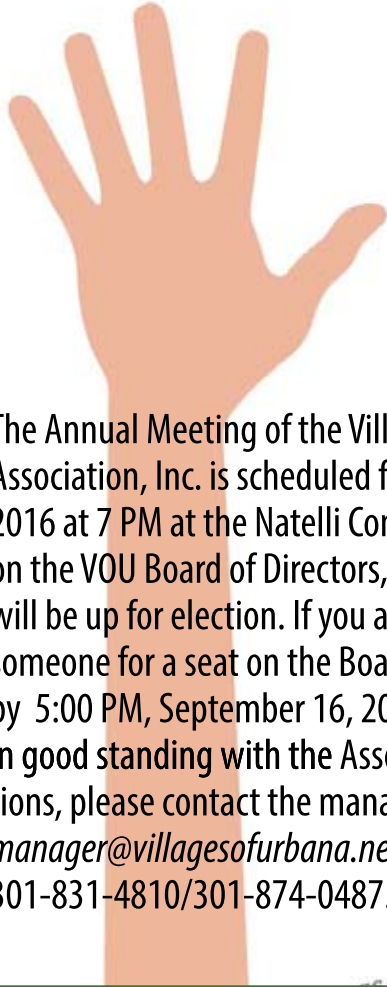 The Annual Meeting of the Vill
Association, Inc. is scheduled f
2016 at 7 PM at the Natelli Co
on the VOU Board of Directors,
will be up for election. If you a
someone for a seat on the Boa
by 5:00 PM, September 16, 20
n good standing with the Asso
tions, please contact the mana
manager@villagesofurbana.ne
301-831-4810/301-874-0487